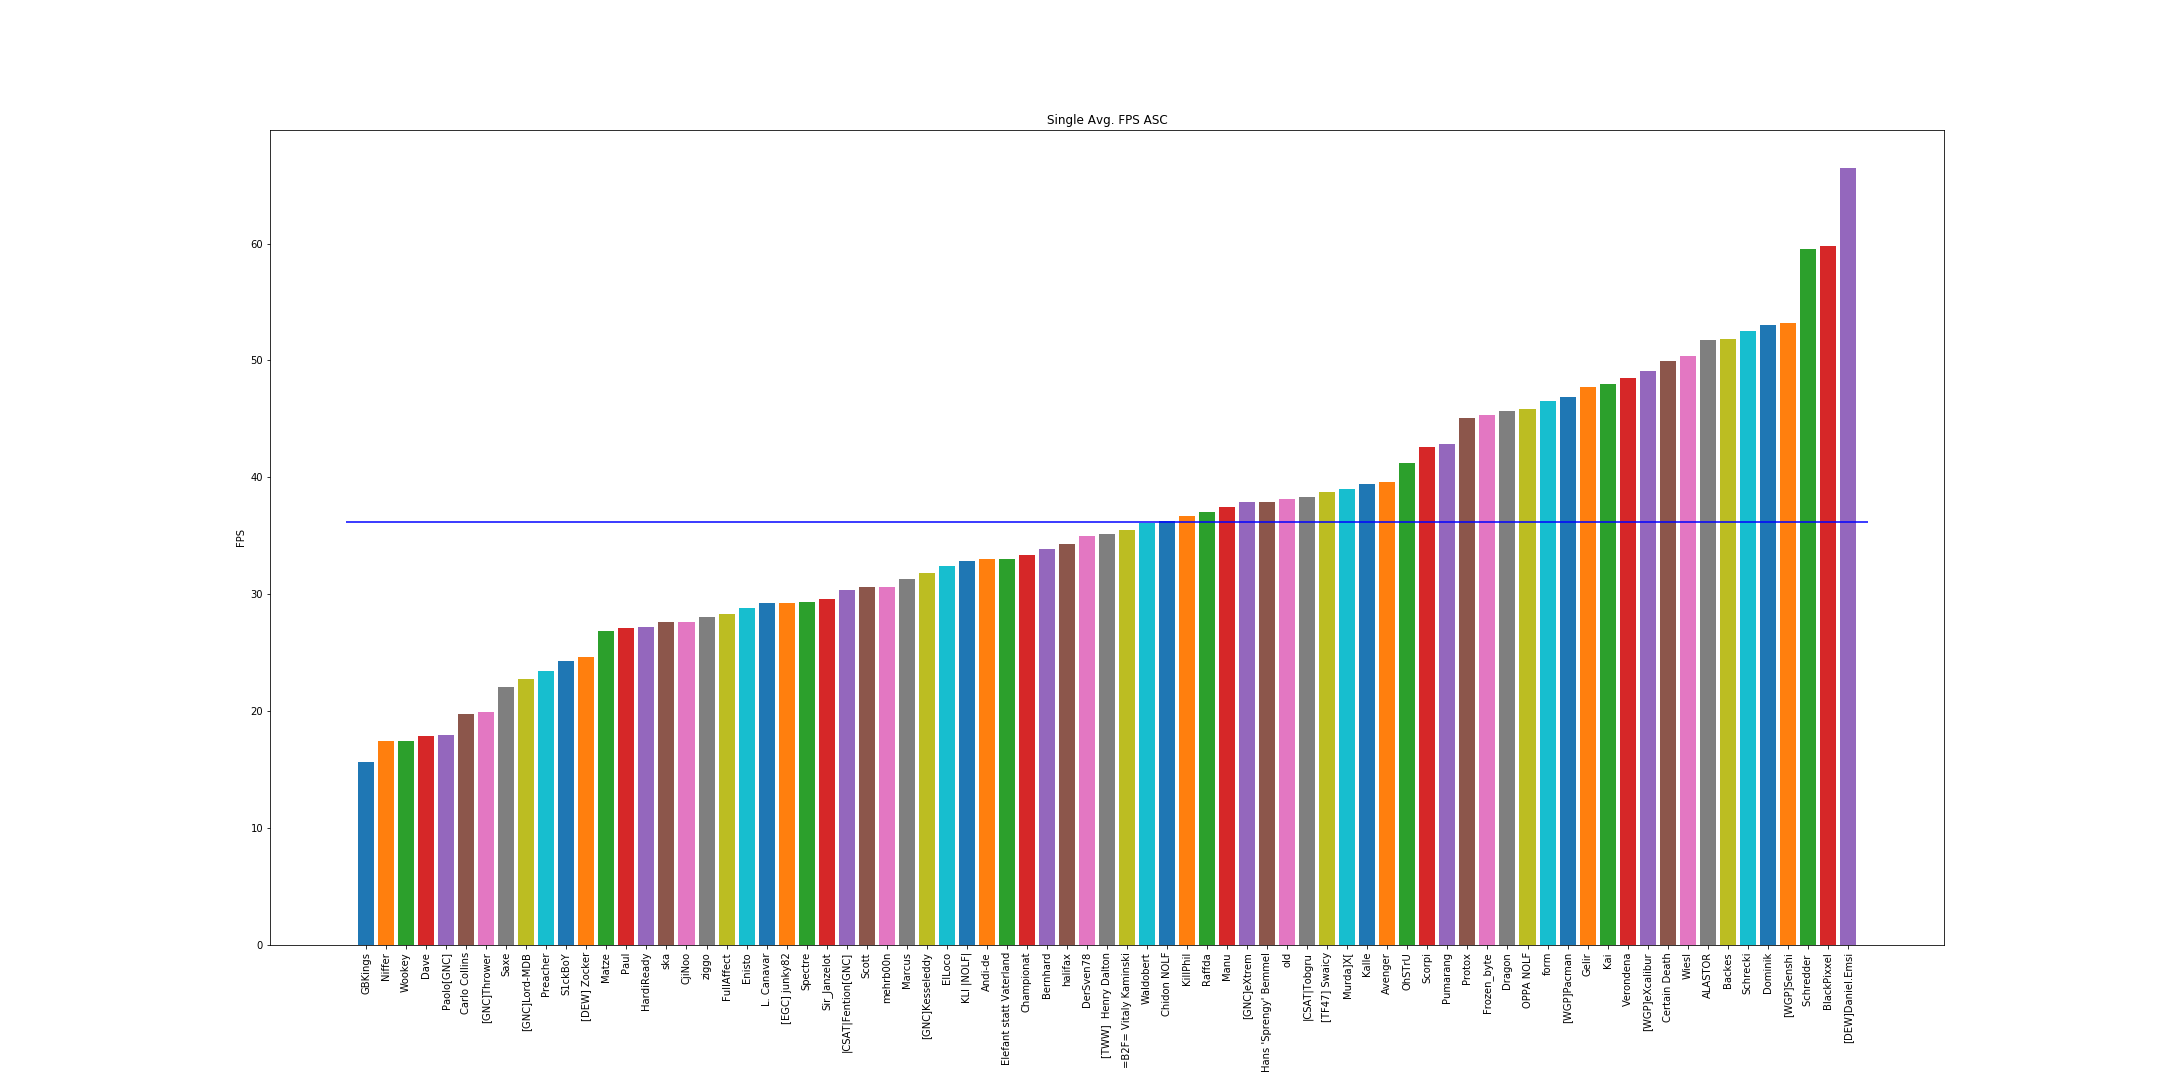 Single Avg. FPS ASC
FPS
60
50
40
30
20
10
0
GBKings
Niffer
Wookey
Dave
Paolo[GNC]
Carlo Collins
[GNC]Thrower
Saxe
[GNC]Lord-MDB
Preacher
S1ckBoY
[DEW] Zocker
Matze
Paul
HardlReady
ska
CjiNoo
ziggo
FullAffect
Enisto
L. Canavar
[EGC] junky82
Spectre
Sir_Janzelot
|CSAT|Fention[GNC]
Scott
mehrb00n
Marcus
[GNC]Kesseleddy
ElLoco
KLI |NOLF|
Andi-de
Elefant statt Vaterland
Championat
Bernhard
halifax
DerSven78
[TWW]  Henry Dalton
=B2F= Vitaly Kaminski
Waldobert
Chidon NOLF
KillPhil
Raffda
Manu
[GNC]eXtrem
Hans 'Sprengy' Bemmel
old
|CSAT|Tobgru
[TF47] Swaicy
Murda]X[
Kalle
Avenger
OhSTrU
Scorpi
Pumarang
Protox
Frozen_byte
Dragon
OPPA NOLF
form
[WGP]Pacman
Gelir
Kai
Verondena
[WGP]eXcalibur
Certain Death
Wiesl
ALASTOR
Backes
Schrecki
Dominik
[WGP]Senshi
Schredder
BlackPixxel
[DEW]Daniel.Emsi